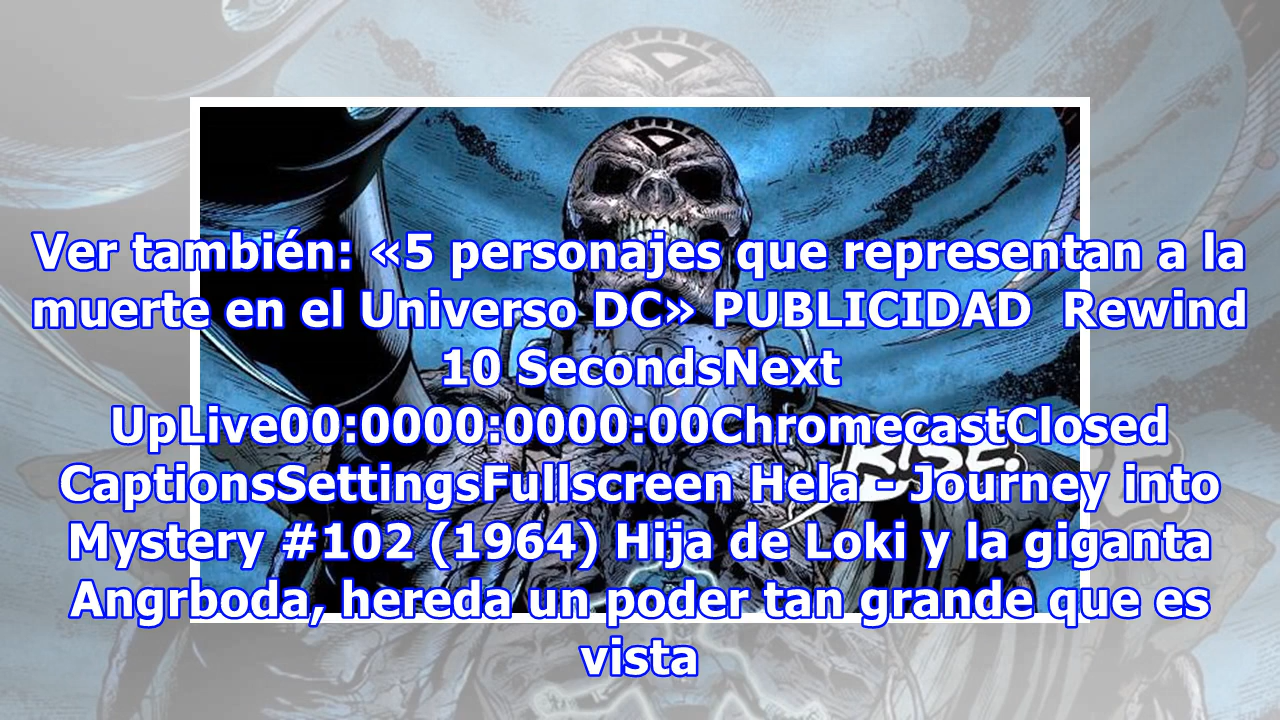 Ver también: «5 personajes que representan a la
muerte en el Universo DC» PUBLICIDAD  Rewind
10 SecondsNext
UpLive00:0000:0000:00ChromecastClosed
CaptionsSettingsFullscreen Hela - Journey into
Mystery #102 (1964) Hija de Loki y la giganta
Angrboda, hereda un poder tan grande que es
vista
RISE.